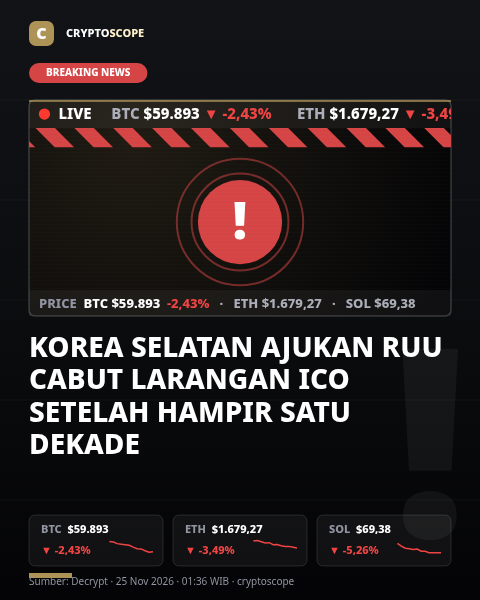 C CRYPTOSCOPE
BREAKING NEWS
LIVE BTC $59.893 ▼ -2,43% ETH $1.679,27 ▼ -3,49
!
PRICE BTC $59.893 -2,43% · ETH $1.679,27 · SOL $69,38
KOREA SELATAN AJUKAN RUU
CABUT LARANGAN ICO
SETELAH HAMPIR SATU
DEKADE
BTC $59.893
▼ -2,43%
ETH $1.679,27
▼ -3,49%
SOL $69,38
▼ -5,26%
Sumber: Decrypt · 25 Nov 2026 · 01:36 WIB · cryptoscope